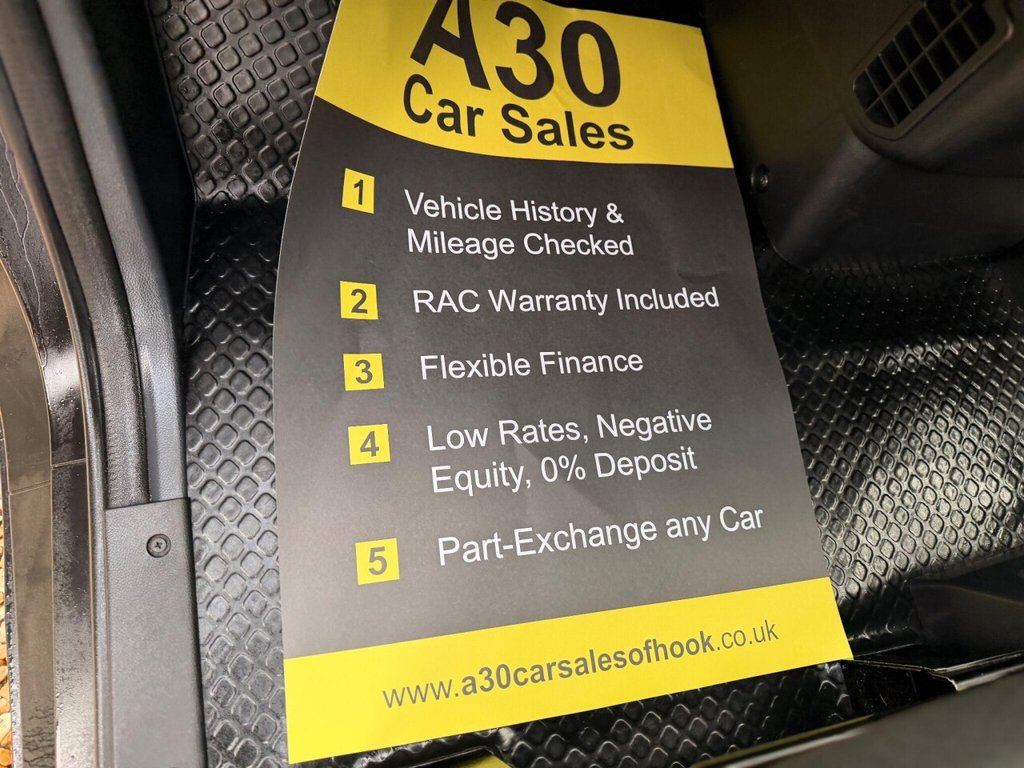 A30
Car Sales
1
Vehicle History &
Mileage Checked
2
RAC Warranty Included
3
Flexible Finance
4
Low Rates, Negative
Equity, 0% Deposit
5
Part-Exchange any Car
www.a30carsalesofhook.co.uk